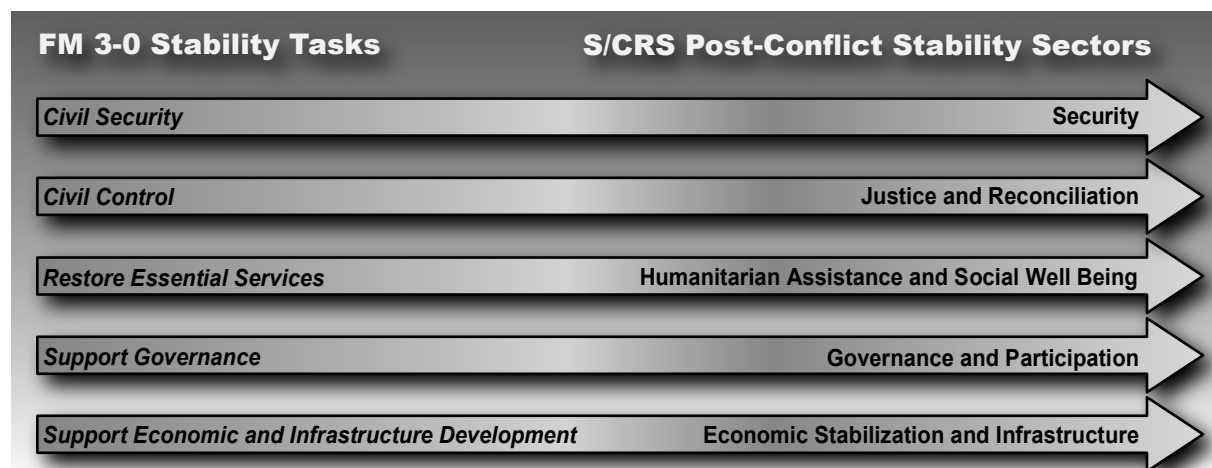 FM 3-0 Stability Tasks S/CRS Post-Conflict Stability Sectors
Civil Security Security
Civil Control Justice and Reconciliation
Restore Essential Services Humanitarian Assistance and Social Well Being
Support Governance Governance and Participation
Support Economic and Infrastructure Development Economic Stabilization and Infrastructure